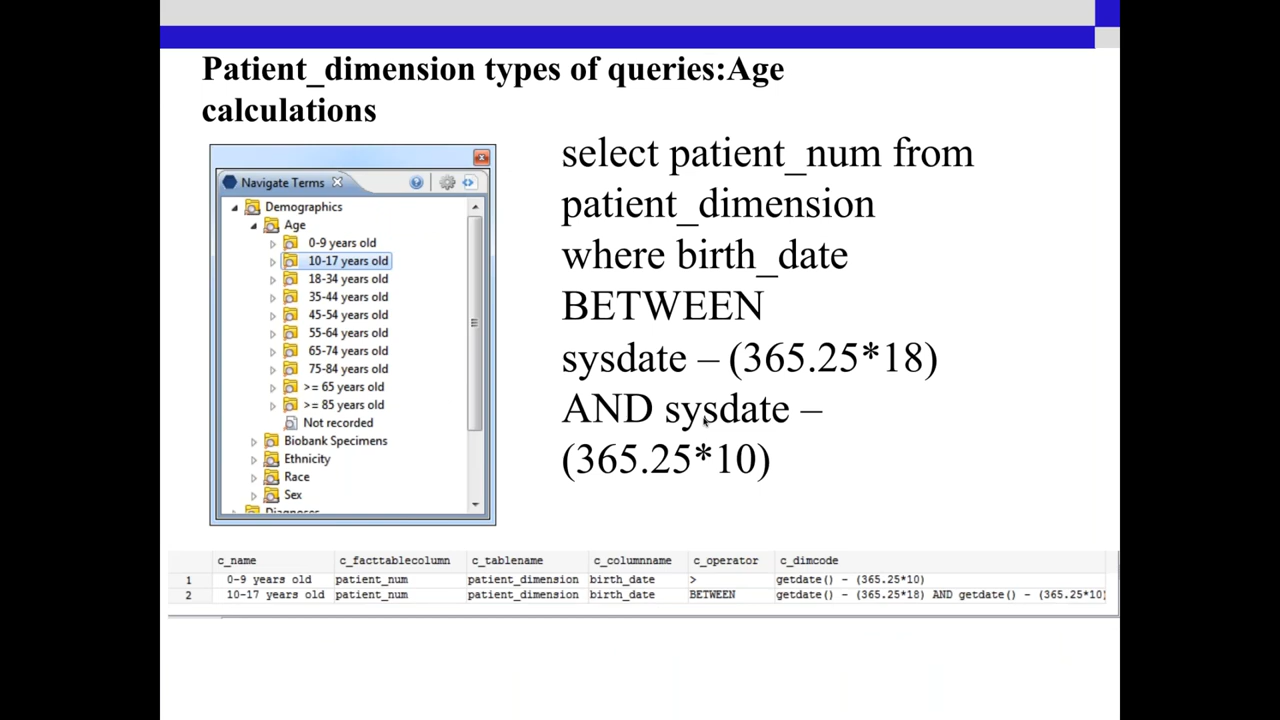 Patient_dimension types of queries:Age
calculations
Navigate Terms
Demographics
Age
0-9 years old
10-17 years old
18-34 years old
35-44 years old
45-54 years old
55-64 years old
65-74 years old
75-84 years old
>= 65 years old
>= 85 years old
Not recorded
Biobank Specimens
Ethnicity
Race
Sex
Diagnoses
select patient_num from
patient_dimension
where birth_date
BETWEEN
sysdate – (365.25*18)
AND sysdate –
(365.25*10)
c_name c_facttablecolumn c_tablename c_columnname c_operator c_dimcode
1 0-9 years old patient_num patient_dimension birth_date > getdate() - (365.25*10)
2 10-17 years old patient_num patient_dimension birth_date BETWEEN getdate() - (365.25*18) AND getdate() - (365.25*10)